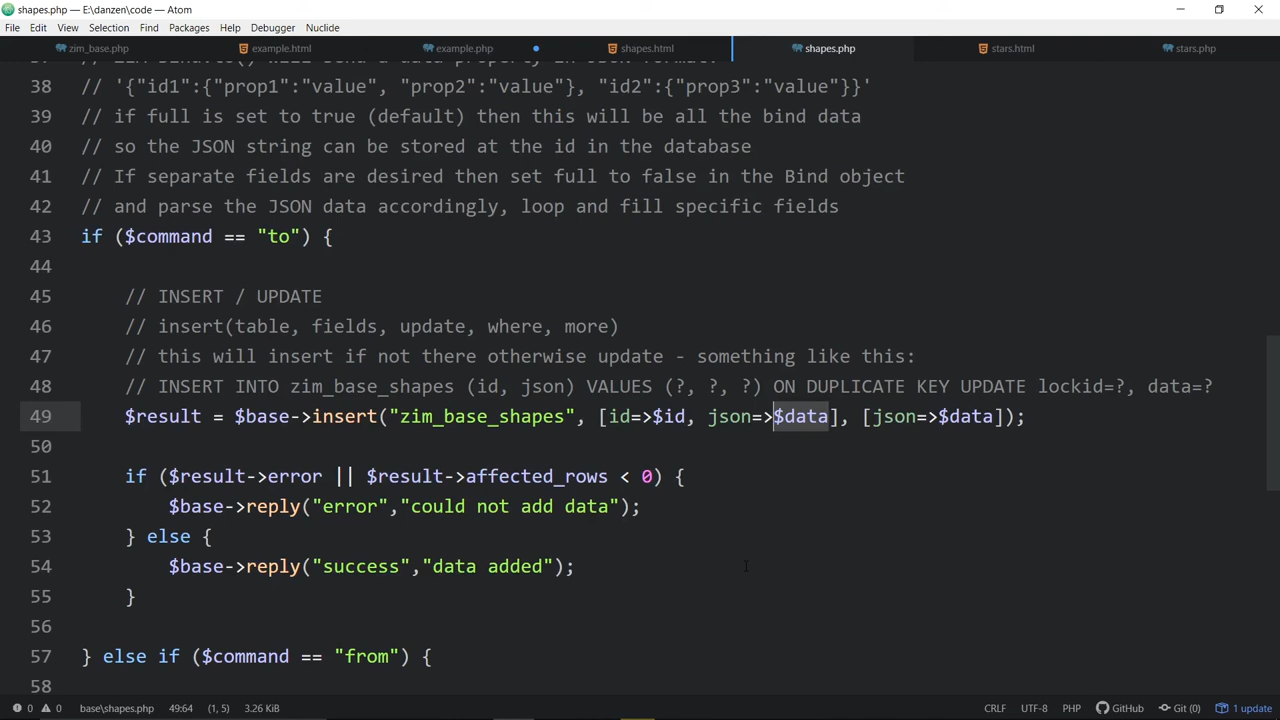 shapes.php — E:\danzen\code — Atom
File Edit View Selection Find Packages Help Debugger Nuclide
zim_base.php example.html example.php shapes.html shapes.php stars.html stars.php
38 // '{"id1":{"prop1":"value", "prop2":"value"}, "id2":{"prop3":"value"}}'
39 // if full is set to true (default) then this will be all the bind data
40 // so the JSON string can be stored at the id in the database
41 // If separate fields are desired then set full to false in the Bind object
42 // and parse the JSON data accordingly, loop and fill specific fields
43 if ($command == "to") {
44
45 // INSERT / UPDATE
46 // insert(table, fields, update, where, more)
47 // this will insert if not there otherwise update - something like this:
48 // INSERT INTO zim_base_shapes (id, json) VALUES (?, ?, ?) ON DUPLICATE KEY UPDATE lockid=?, data=?
49 $result = $base->insert("zim_base_shapes", [id=>$id, json=>$data], [json=>$data]);
50
51 if ($result->error || $result->affected_rows < 0) {
52 $base->reply("error","could not add data");
53 } else {
54 $base->reply("success","data added");
55 }
56
57 } else if ($command == "from") {
58
0 0 base\shapes.php 49:64 (1, 5) 3.26 KiB CRLF UTF-8 PHP GitHub Git (0) 1 update